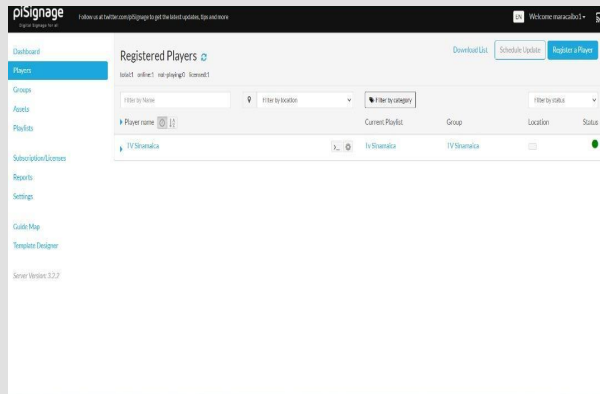 piSignage
Digital Signage for all
Follow us at twitter.com/piSignage to get the latest updates, tips and more
EN Welcome maracaibo1
Dashboard
Players
Groups
Assets
Playlists
Subscription/Licenses
Reports
Settings
Guide Map
Template Designer
Server Version: 3.2.2
Registered Players
Download List Schedule Update Register a Player
total:1 online:1 not-playing:0 licensed:1
Filter by Name Filter by location Filter by category Filter by status
Player name Current Playlist Group Location Status
TV Sinamaica tv Sinamaica TV Sinamaica